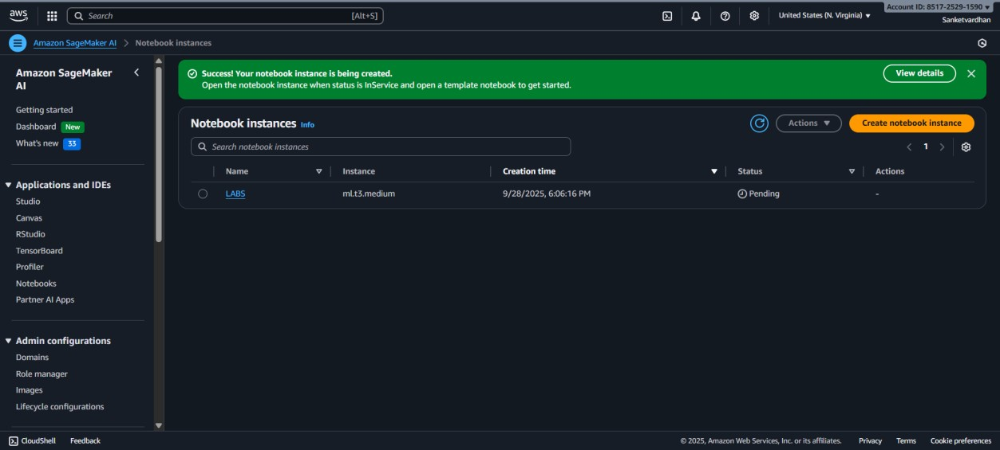 aws
Search [Alt+S]
United States (N. Virginia) ▼
Account ID: 8517-2529-1590 ▼
Sanketvardhan
Amazon SageMaker AI > Notebook instances
Amazon SageMaker
AI
Getting started
Dashboard New
What's new 33
Applications and IDEs
Studio
Canvas
RStudio
TensorBoard
Profiler
Notebooks
Partner AI Apps
Admin configurations
Domains
Role manager
Images
Lifecycle configurations
Success! Your notebook instance is being created.
Open the notebook instance when status is InService and open a template notebook to get started.
View details
Notebook instances Info
Actions ▼
Create notebook instance
Search notebook instances
< 1 >
Name Instance Creation time Status Actions
LABS ml.t3.medium 9/28/2025, 6:06:16 PM Pending -
CloudShell Feedback © 2025, Amazon Web Services, Inc. or its affiliates. Privacy Terms Cookie preferences